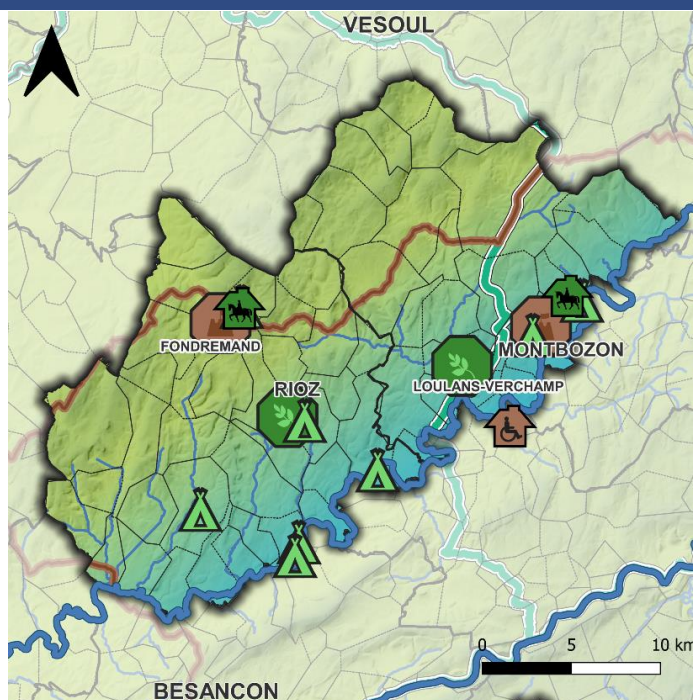 VESOUL
FONDREMAND
MONTBOZON
RIOZ
LOULANS-VERCHAMP
0 5 10 km
BESANCON